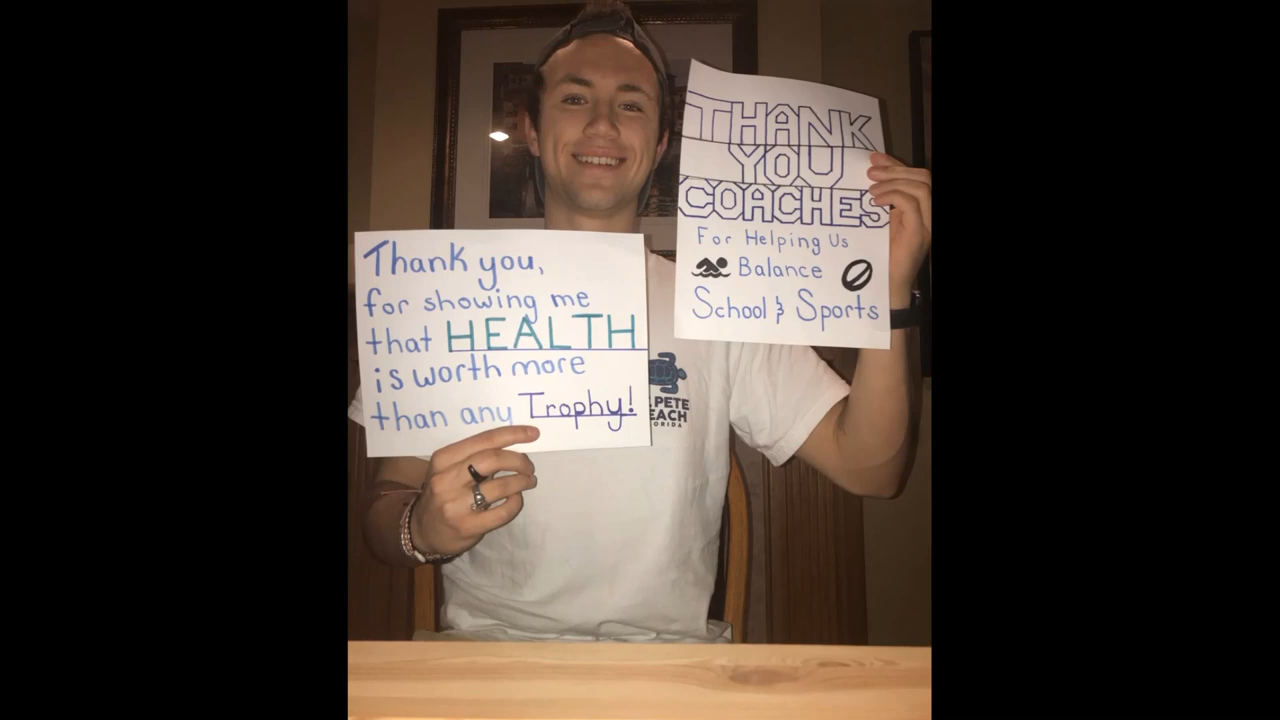 Thank you,
for showing me
that HEALTH
is worth more
than any Trophy!
THANK
YOU
COACHES
For Helping Us
Balance
School & Sports
PETE
EACH
ORIDA